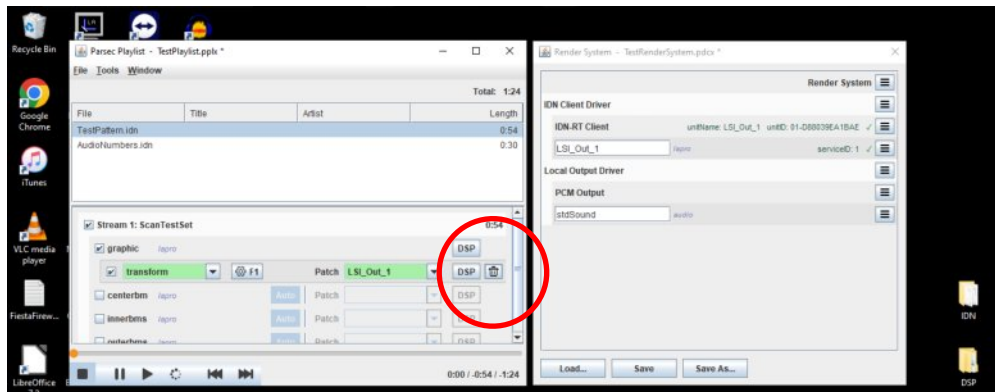 Recycle Bin
Google
Chrome
iTunes
VLC media
player
FiestaFirew...
LibreOffice
Parsec Playlist - TestPlaylist.pplx *
File Tools Window
Total: 1:24
File Title Artist Length
TestPattern.idn 0:54
AudioNumbers.idn 0:30
Stream 1: ScanTestSet 0:54
graphic lapro DSP
transform F1 Patch LSI_Out_1 DSP
centerbm lapro Auto Patch DSP
innerbms lapro Auto Patch DSP
outerbms lapro Auto Patch DSP
0:00 / -0:54 / -1:24
Render System - TestRenderSystem.pdcx *
Render System
IDN Client Driver
IDN-RT Client unitName: LSI_Out_1 unitID: 01-D88039EA1BAE ✓
LSI_Out_1 lapro serviceID: 1 ✓
Local Output Driver
PCM Output
stdSound audio
Load... Save Save As...
IDN
DSP